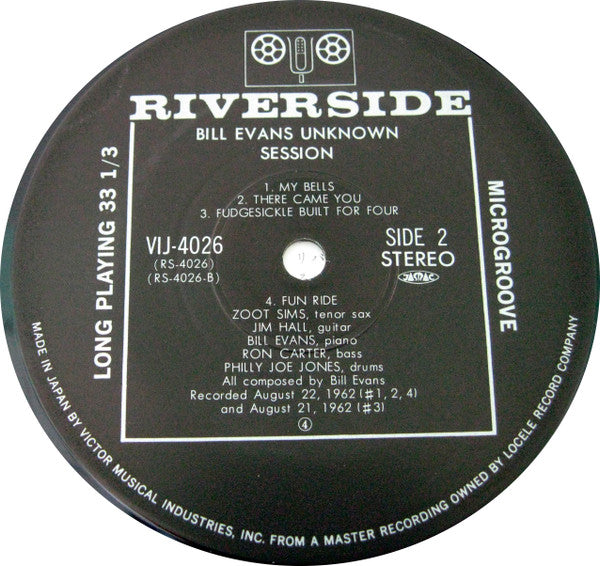 RIVERSIDE
BILL EVANS UNKNOWN
SESSION
1. MY BELLS
2. THERE CAME YOU
3. FUDGESICKLE BUILT FOR FOUR
VIJ-4026
(RS-4026)
(RS-4026-B)
SIDE 2
STEREO
JASRAC
4. FUN RIDE
ZOOT SIMS, tenor sax
JIM HALL, guitar
BILL EVANS, piano
RON CARTER, bass
PHILLY JOE JONES, drums
All composed by Bill Evans
Recorded August 22, 1962 (#1, 2, 4)
and August 21, 1962 (#3)
④
LONG PLAYING 33 1/3
MICROGROOVE
MADE IN JAPAN BY VICTOR MUSICAL INDUSTRIES, INC. FROM A MASTER RECORDING OWNED BY LOCELE RECORD COMPANY